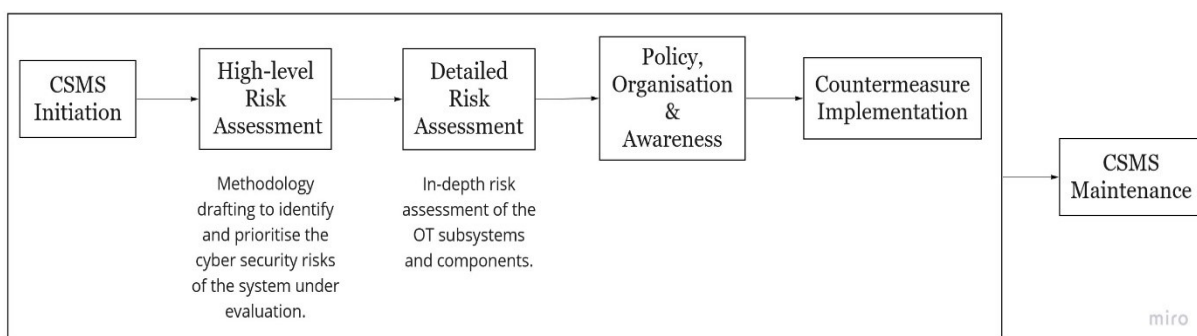 CSMS
Initiation
High-level
Risk
Assessment
Detailed
Risk
Assessment
Policy,
Organisation
&
Awareness
Countermeasure
Implementation
CSMS
Maintenance
Methodology
drafting to identify
and prioritise the
cyber security risks
of the system under
evaluation.
In-depth risk
assessment of the
OT subsystems
and components.
miro